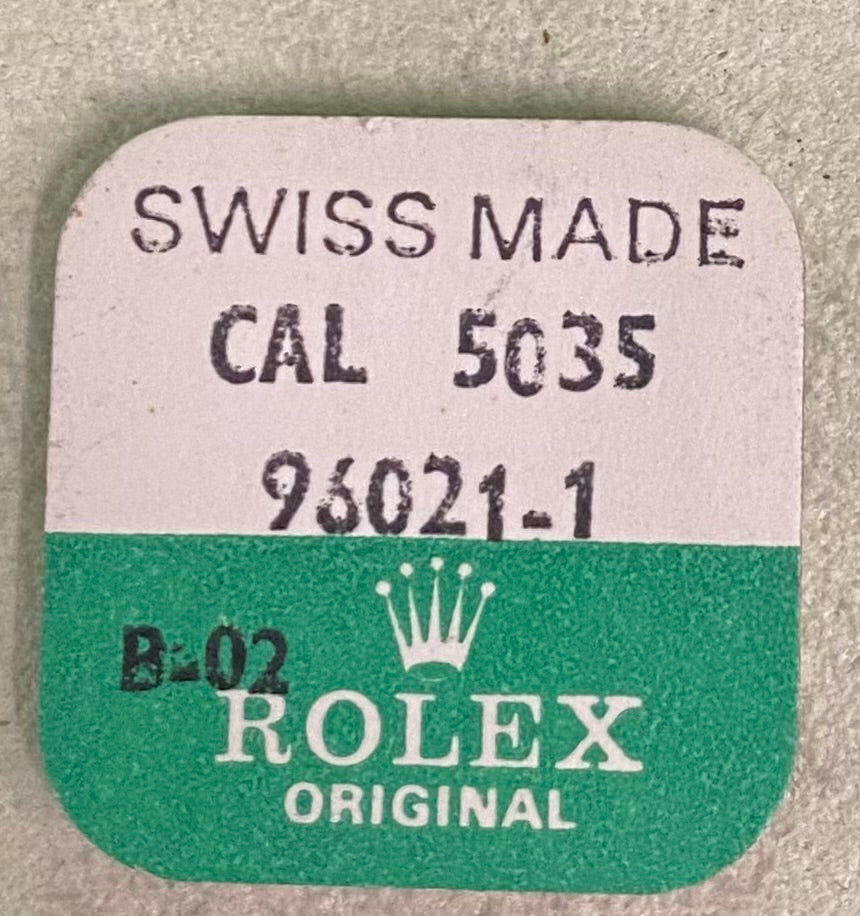 SWISS MADE
CAL 5035
96021-1
B-02
ROLEX
ORIGINAL